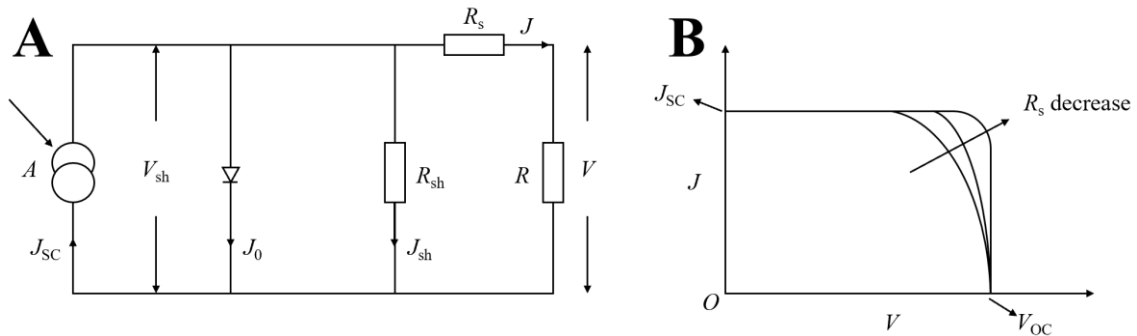 A
R_s
J
A
V_sh
R_sh
R
V
J_SC
J_0
J_sh
B
J_SC
R_s decrease
J
O
V
V_OC